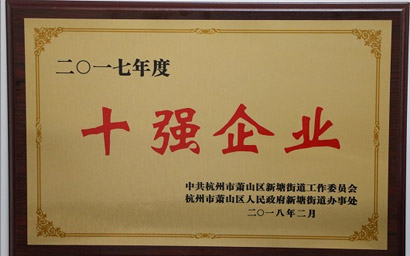 二〇一七年度
十强企业
中共杭州市萧山区新塘街道工作委员会
杭州市萧山区人民政府新塘街道办事处
二〇一八年二月